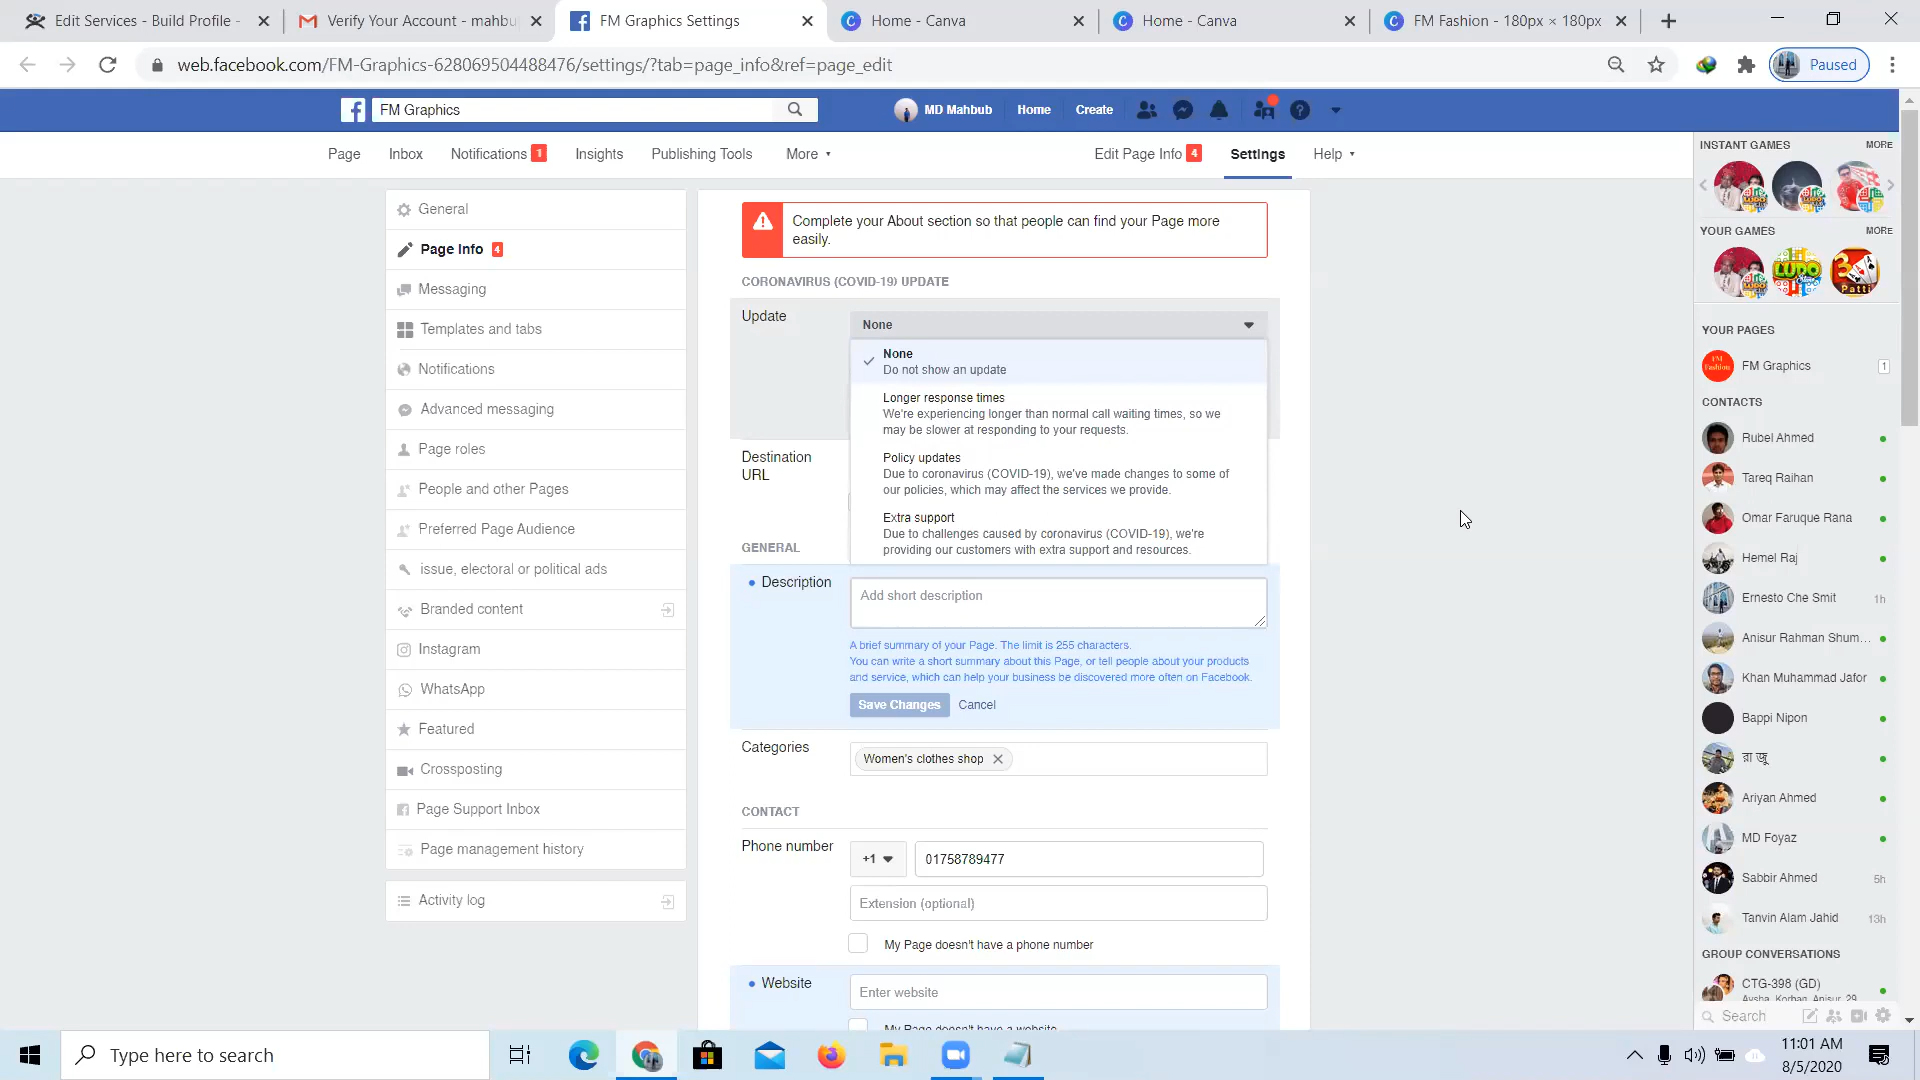 Edit Services - Build Profile -
Verify Your Account - mahbu
FM Graphics Settings
Home - Canva
Home - Canva
FM Fashion - 180px × 180px
web.facebook.com/FM-Graphics-628069504488476/settings/?tab=page_info&ref=page_edit
Paused
FM Graphics
MD Mahbub
Home
Create
Page
Inbox
Notifications 1
Insights
Publishing Tools
More
Edit Page Info 4
Settings
Help
General
Page Info 4
Messaging
Templates and tabs
Notifications
Advanced messaging
Page roles
People and other Pages
Preferred Page Audience
issue, electoral or political ads
Branded content
Instagram
WhatsApp
Featured
Crossposting
Page Support Inbox
Page management history
Activity log
Complete your About section so that people can find your Page more
easily.
CORONAVIRUS (COVID-19) UPDATE
Update
None
None
Do not show an update
Longer response times
We're experiencing longer than normal call waiting times, so we
may be slower at responding to your requests.
Policy updates
Due to coronavirus (COVID-19), we've made changes to some of
our policies, which may affect the services we provide.
Extra support
Due to challenges caused by coronavirus (COVID-19), we're
providing our customers with extra support and resources.
Destination
URL
GENERAL
Description
Add short description
A brief summary of your Page. The limit is 255 characters.
You can write a short summary about this Page, or tell people about your products
and service, which can help your business be discovered more often on Facebook.
Save Changes
Cancel
Categories
Women's clothes shop
CONTACT
Phone number
+1
01758789477
Extension (optional)
My Page doesn't have a phone number
Website
Enter website
My Page doesn't have a website
INSTANT GAMES
MORE
YOUR GAMES
MORE
LUDO
3
Patti
YOUR PAGES
FM
Fashion
FM Graphics
1
CONTACTS
Rubel Ahmed
Tareq Raihan
Omar Faruque Rana
Hemel Raj
Ernesto Che Smit 1h
Anisur Rahman Shum...
Khan Muhammad Jafor
Bappi Nipon
রা জু
Ariyan Ahmed
MD Foyaz
Sabbir Ahmed 5h
Tanvin Alam Jahid 13h
GROUP CONVERSATIONS
CTG-398 (GD)
Aysha, Korban, Anisur, 29
Search
Type here to search
11:01 AM
8/5/2020